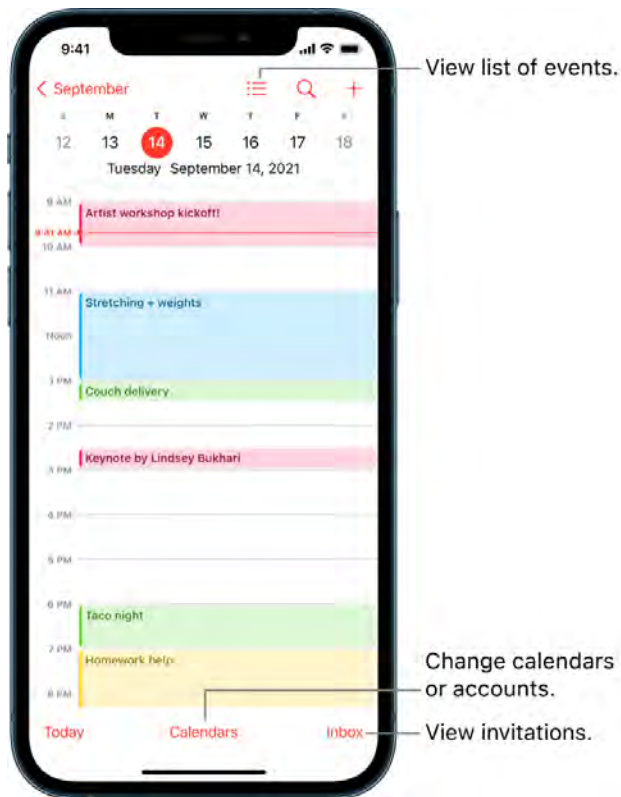 9:41
View list of events.
September
S M T W T F S
12 13 14 15 16 17 18
Tuesday September 14, 2021
9 AM
Artist workshop kickoff!
9:41 AM
10 AM
11 AM
Stretching + weights
Noon
1 PM
Couch delivery
2 PM
Keynote by Lindsey Bukhari
3 PM
4 PM
5 PM
6 PM
Taco night
7 PM
Homework help
8 PM
Change calendars
or accounts.
Today Calendars Inbox
View invitations.